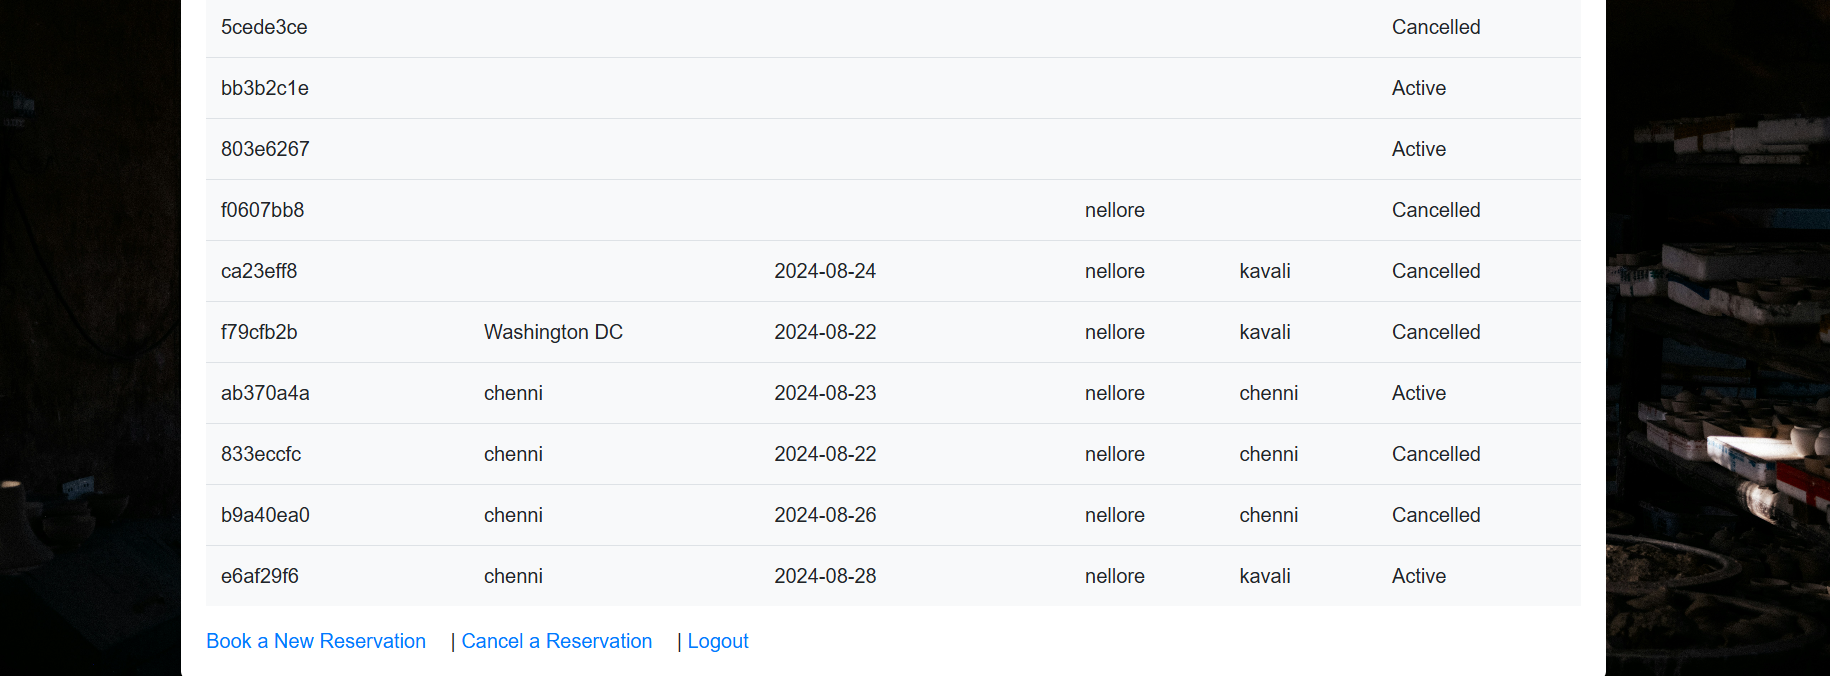 5cede3ce Cancelled
bb3b2c1e Active
803e6267 Active
f0607bb8 nellore Cancelled
ca23eff8 2024-08-24 nellore kavali Cancelled
f79cfb2b Washington DC 2024-08-22 nellore kavali Cancelled
ab370a4a chenni 2024-08-23 nellore chenni Active
833eccfc chenni 2024-08-22 nellore chenni Cancelled
b9a40ea0 chenni 2024-08-26 nellore chenni Cancelled
e6af29f6 chenni 2024-08-28 nellore kavali Active
Book a New Reservation | Cancel a Reservation | Logout